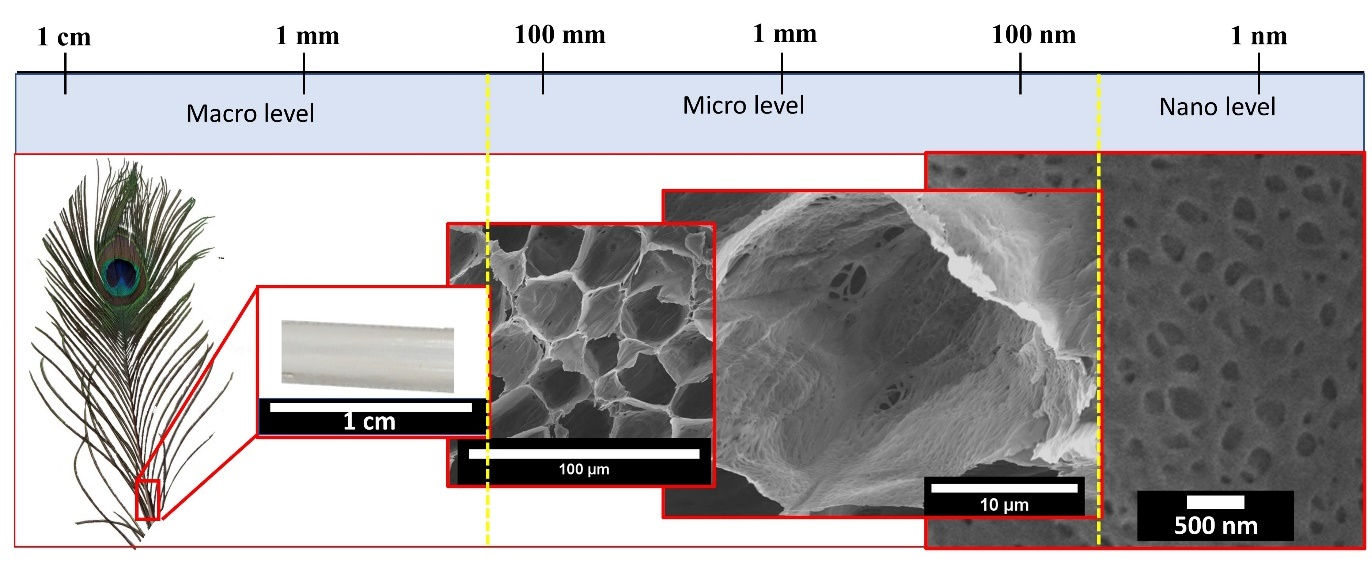 1 cm
1 mm
100 mm
1 mm
100 nm
1 nm
Macro level
Micro level
Nano level
1 cm
100 µm
10 µm
500 nm